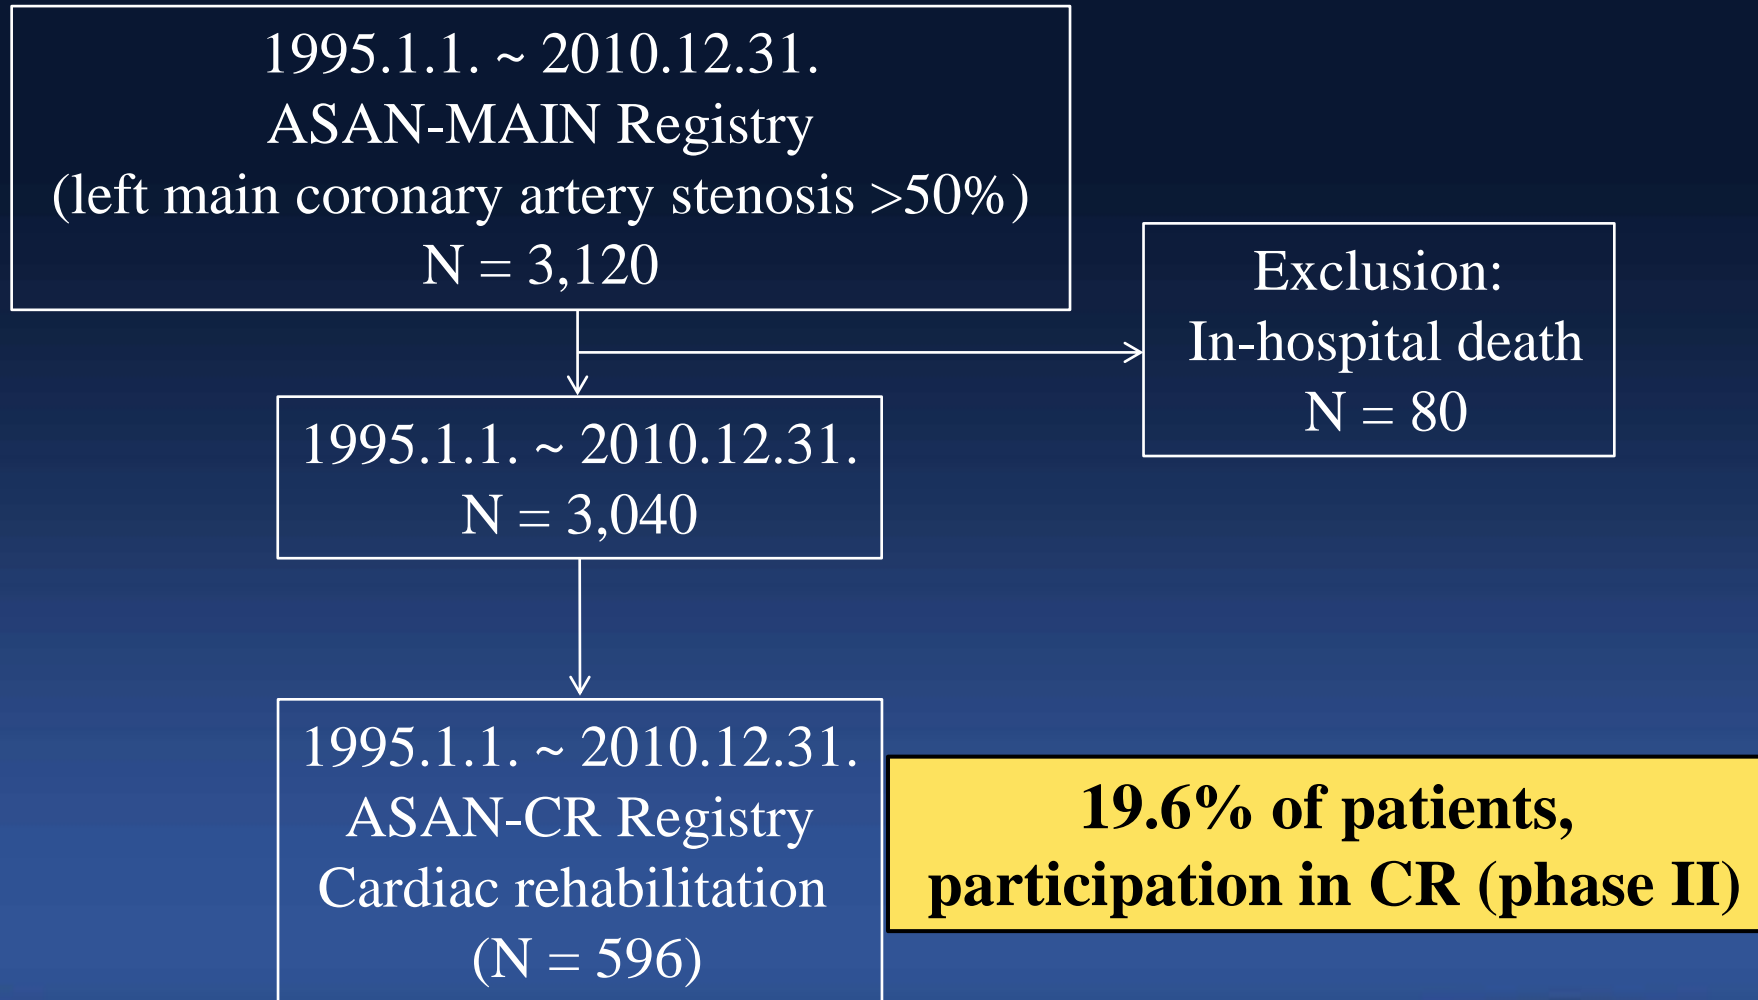 1995.1.1. ~ 2010.12.31.
ASAN-MAIN Registry
(left main coronary artery stenosis >50%)
N = 3,120
Exclusion:
In-hospital death
N = 80
1995.1.1. ~ 2010.12.31.
N = 3,040
1995.1.1. ~ 2010.12.31.
ASAN-CR Registry
Cardiac rehabilitation
(N = 596)
19.6% of patients,
participation in CR (phase II)